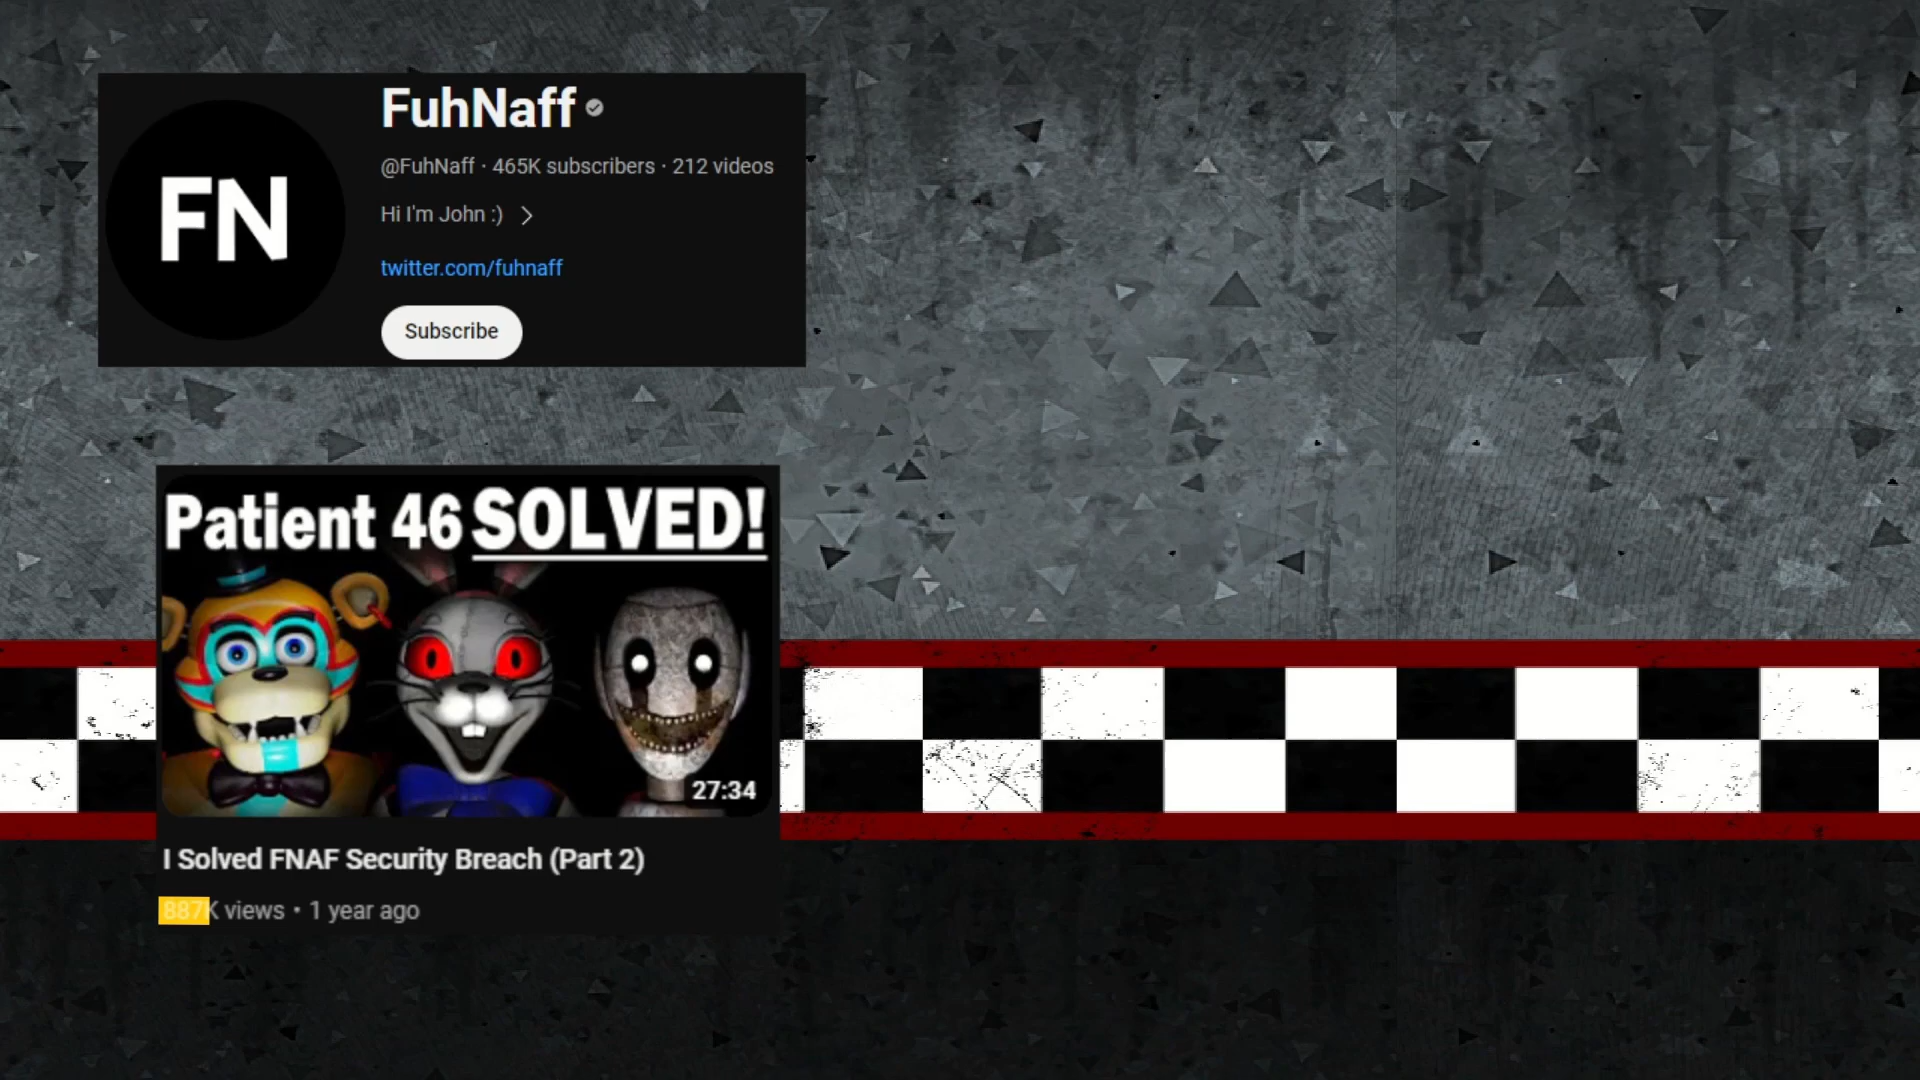 FN
FuhNaff
@FuhNaff · 465K subscribers · 212 videos
Hi I'm John :)
twitter.com/fuhnaff
Subscribe
Patient 46 SOLVED!
27:34
I Solved FNAF Security Breach (Part 2)
887K views • 1 year ago